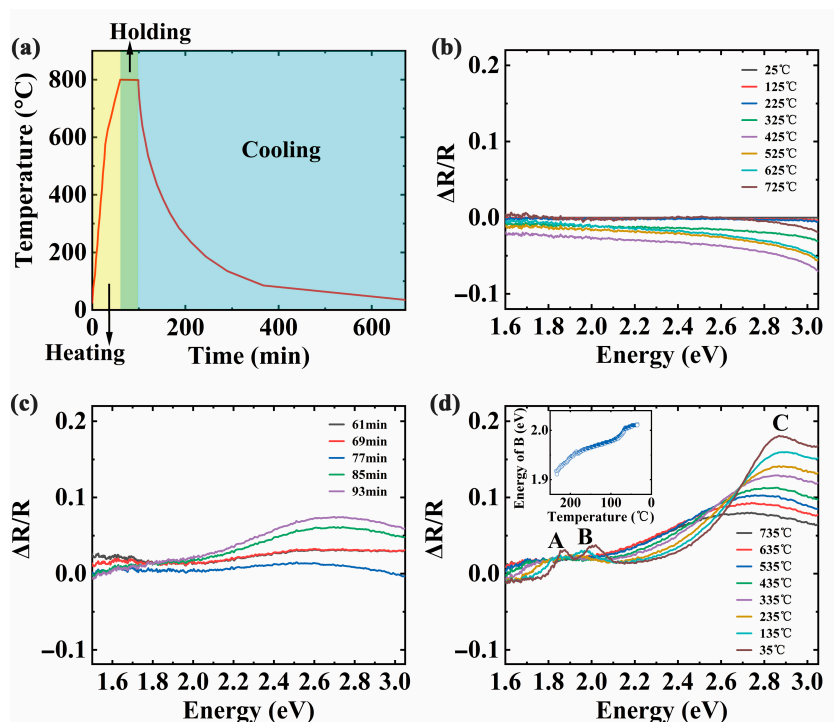 (a)
Holding
800
600
400
200
0
Temperature (°C)
Cooling
0
200
400
600
Heating
Time (min)
(b)
0.2
0.1
0.0
−0.1
ΔR/R
25℃
125℃
225℃
325℃
425℃
525℃
625℃
725℃
1.6
1.8
2.0
2.2
2.4
2.6
2.8
3.0
Energy (eV)
(c)
0.2
0.1
0.0
−0.1
ΔR/R
61min
69min
77min
85min
93min
1.6
1.8
2.0
2.2
2.4
2.6
2.8
3.0
Energy (eV)
(d)
0.2
0.1
0.0
−0.1
ΔR/R
Energy of B (eV)
2.0
1.9
200
100
0
Temperature (℃)
A
B
C
735℃
635℃
535℃
435℃
335℃
235℃
135℃
35℃
1.6
1.8
2.0
2.2
2.4
2.6
2.8
3.0
Energy (eV)